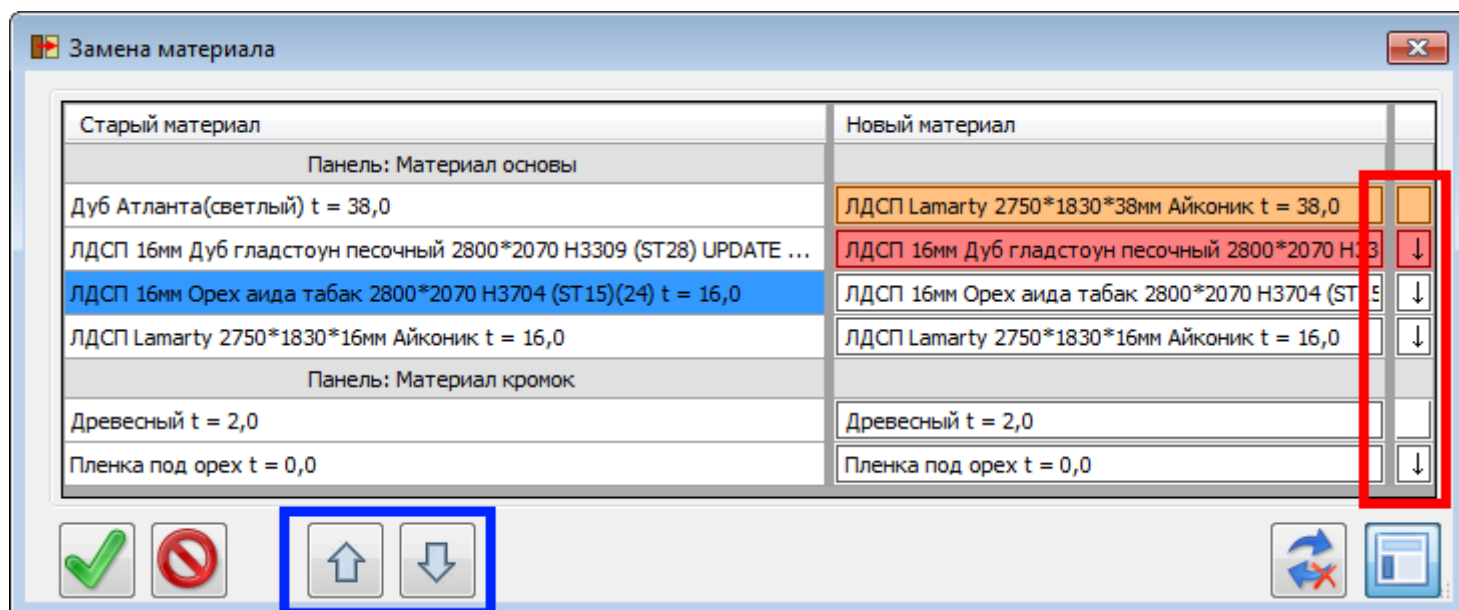 Замена материала
Старый материал Новый материал
Панель: Материал основы
Дуб Атланта(светлый) t = 38,0 ЛДСП Lamarty 2750*1830*38мм Айконик t = 38,0
ЛДСП 16мм Дуб гладстоун песочный 2800*2070 H3309 (ST28) UPDATE ... ЛДСП 16мм Дуб гладстоун песочный 2800*2070 H33 ↓
ЛДСП 16мм Орех аида табак 2800*2070 H3704 (ST15)(24) t = 16,0 ЛДСП 16мм Орех аида табак 2800*2070 H3704 (ST15 ↓
ЛДСП Lamarty 2750*1830*16мм Айконик t = 16,0 ЛДСП Lamarty 2750*1830*16мм Айконик t = 16,0 ↓
Панель: Материал кромок
Древесный t = 2,0 Древесный t = 2,0
Пленка под орех t = 0,0 Пленка под орех t = 0,0 ↓